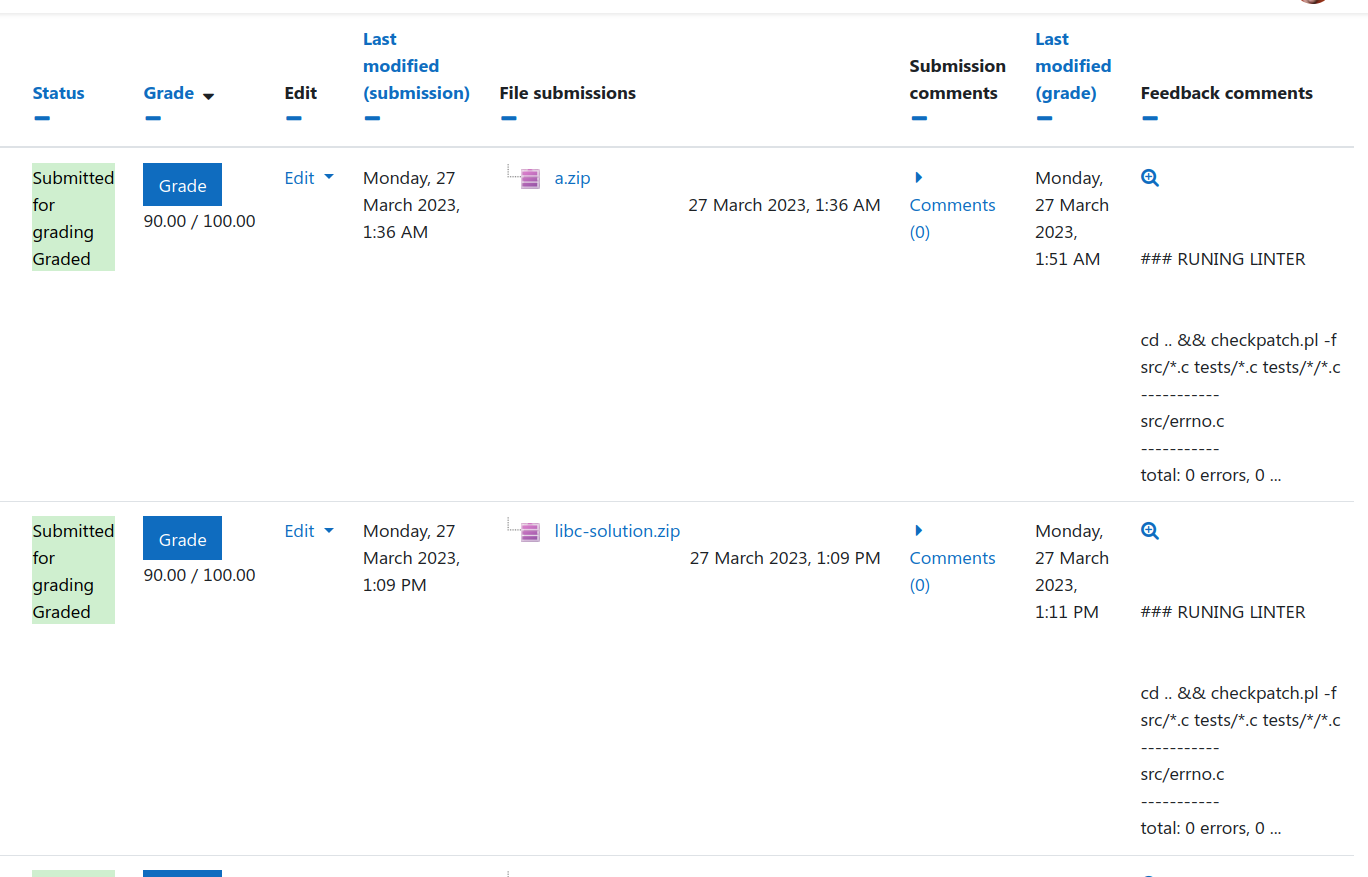 Status
Grade
Edit
Last
modified
(submission)
File submissions
Submission
comments
Last
modified
(grade)
Feedback comments
Submitted
for
grading
Graded
Grade
90.00 / 100.00
Edit
Monday, 27
March 2023,
1:36 AM
a.zip
27 March 2023, 1:36 AM
Comments
(0)
Monday,
27 March
2023,
1:51 AM
### RUNING LINTER
cd .. && checkpatch.pl -f
src/*.c tests/*.c tests/*/*.c
-----------
src/errno.c
-----------
total: 0 errors, 0 ...
Submitted
for
grading
Graded
Grade
90.00 / 100.00
Edit
Monday, 27
March 2023,
1:09 PM
libc-solution.zip
27 March 2023, 1:09 PM
Comments
(0)
Monday,
27 March
2023,
1:11 PM
### RUNING LINTER
cd .. && checkpatch.pl -f
src/*.c tests/*.c tests/*/*.c
-----------
src/errno.c
-----------
total: 0 errors, 0 ...